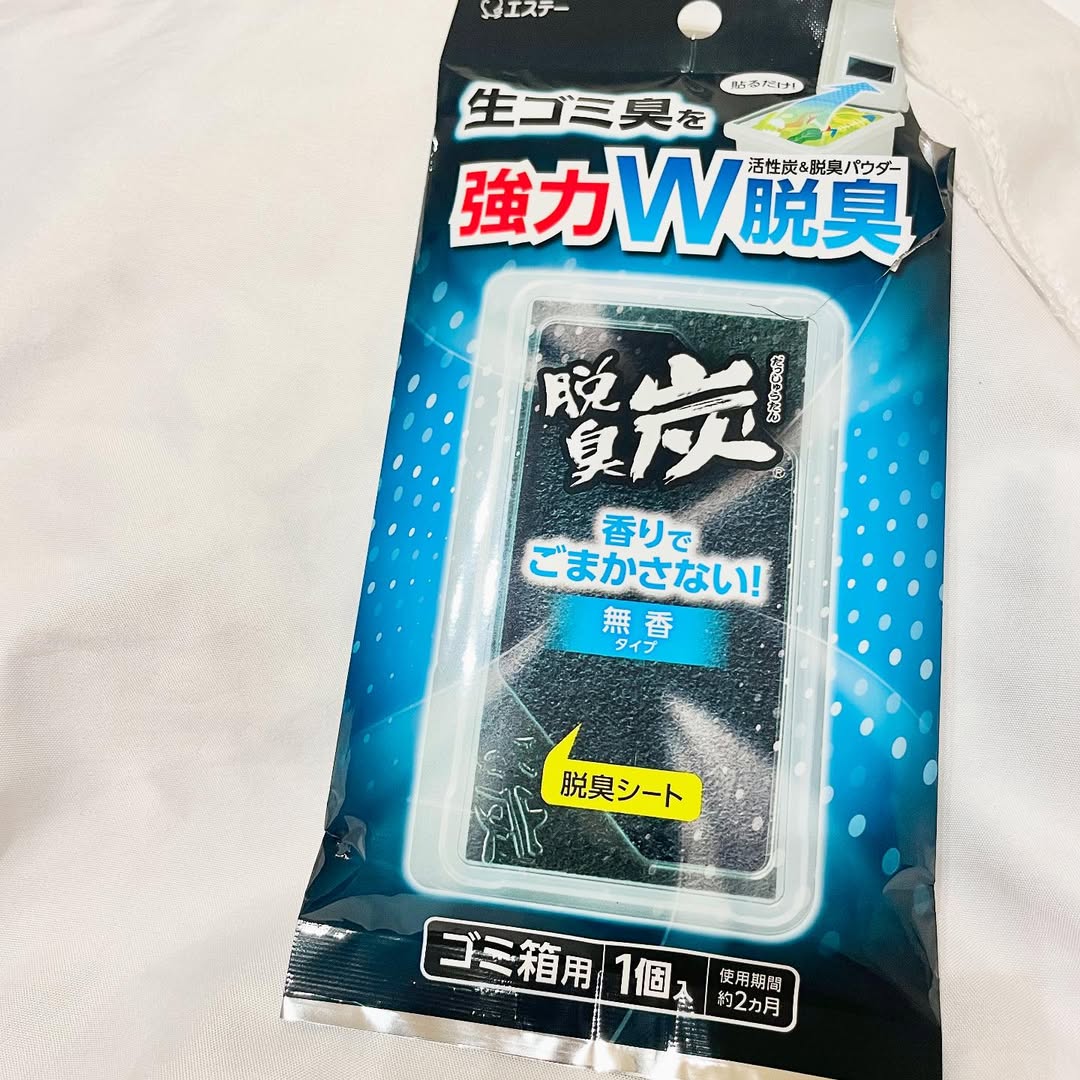 エステー
貼るだけ!
生ゴミ臭を
活性炭&脱臭パウダー
強力W脱臭
脱臭炭
だっしゅうたん
®
香りで
ごまかさない!
無香
タイプ
脱臭シート
ゴミ箱用
1個入
使用期間
約2ヵ月